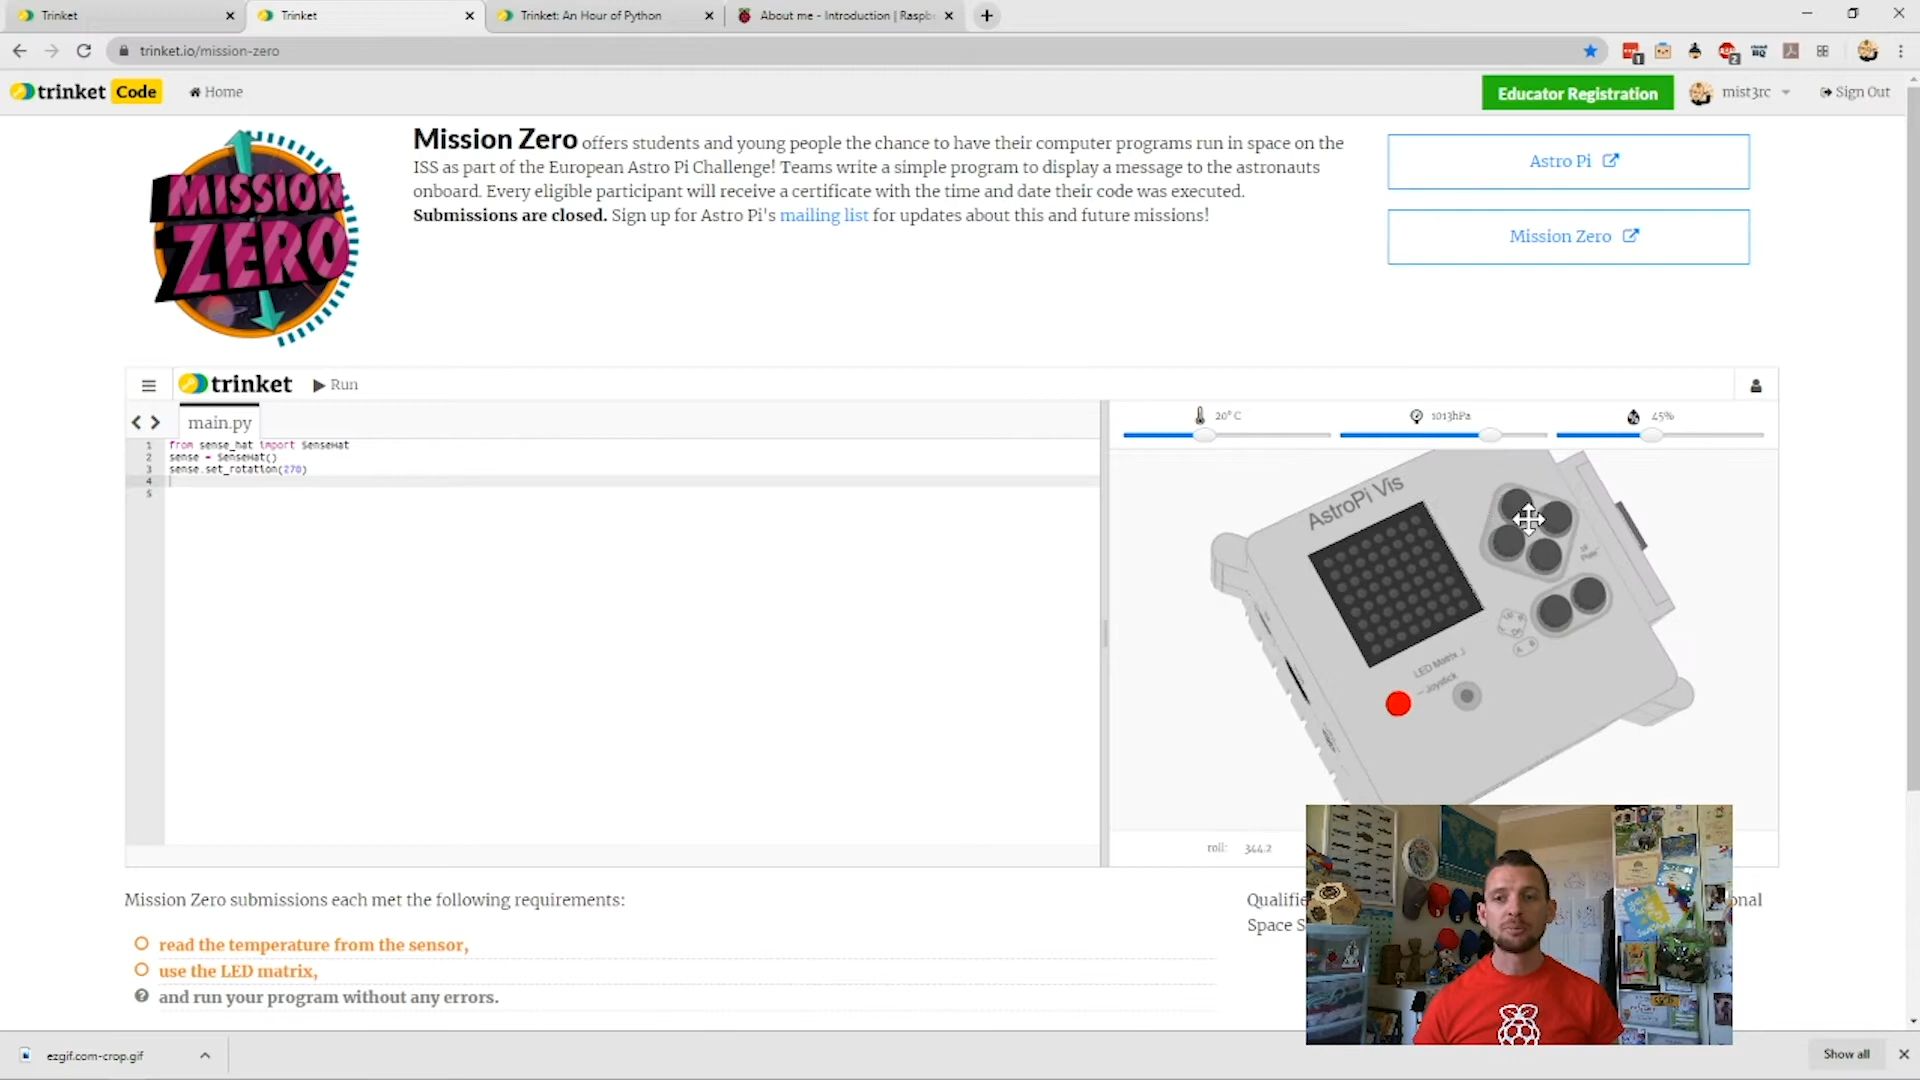 Trinket
Trinket
Trinket: An Hour of Python
About me - Introduction | Raspb
trinket.io/mission-zero
trinket Code
Home
Educator Registration
mist3rc
Sign Out
MISSION
ZERO
Mission Zero offers students and young people the chance to have their computer programs run in space on the
ISS as part of the European Astro Pi Challenge! Teams write a simple program to display a message to the astronauts
onboard. Every eligible participant will receive a certificate with the time and date their code was executed.
Submissions are closed. Sign up for Astro Pi's mailing list for updates about this and future missions!
Astro Pi
Mission Zero
trinket
Run
main.py
20°C
1013hPa
45%
1 from sense_hat import SenseHat
2 sense = SenseHat()
3 sense.set_rotation(270)
4
5
AstroPi Vis
LED Matrix
Joystick
A B
roll: 344.2
Mission Zero submissions each met the following requirements:
read the temperature from the sensor,
use the LED matrix,
and run your program without any errors.
Qualifie
onal
Space S
ezgif.com-crop.gif
Show all